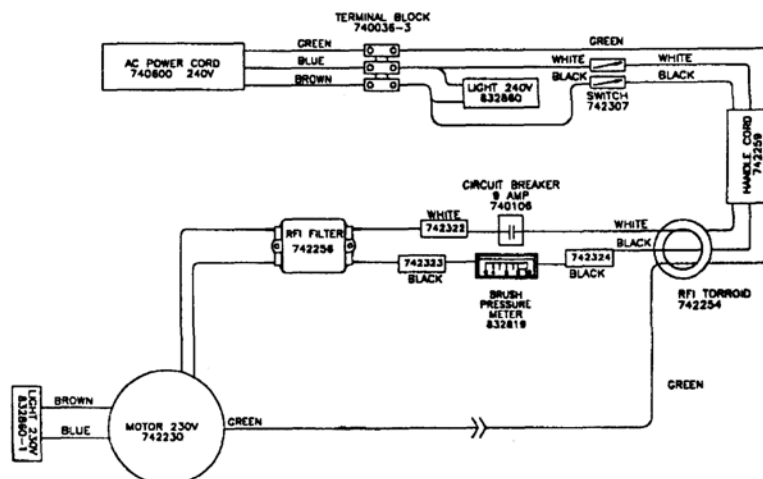 TERMINAL BLOCK
740036-3
GREEN
GREEN
AC POWER CORD
740600 240V
BLUE
WHITE
WHITE
BROWN
BLACK
BLACK
LIGHT 240V
832860
SWITCH
742307
HANDLE CORD
742259
CIRCUIT BREAKER
9 AMP
740106
WHITE
WHITE
742322
RFI FILTER
742256
BLACK
742323
742324
BLACK
BLACK
BRUSH
PRESSURE
METER
832819
RFI TORROID
742254
GREEN
LIGHT 230V
832860-1
BROWN
BLUE
MOTOR 230V
742230
GREEN